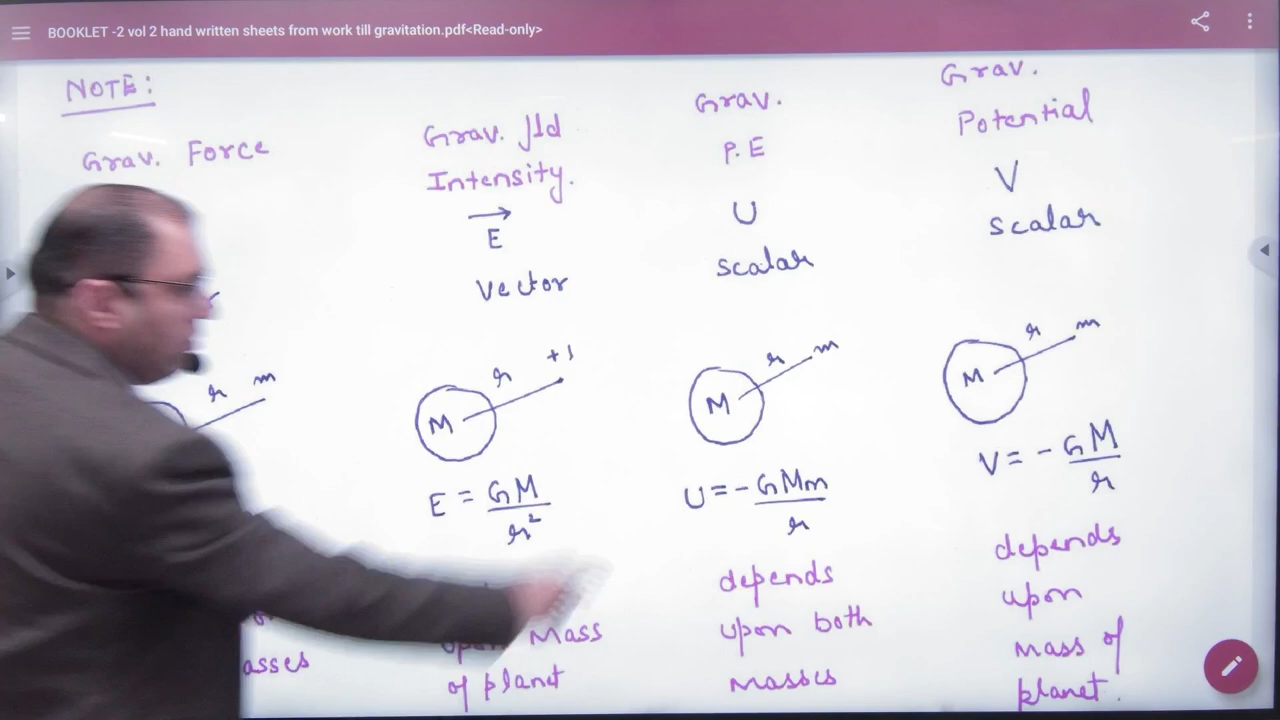 BOOKLET -2 vol 2 hand written sheets from work till gravitation.pdf<Read-only>
NOTE:
Grav. Force
r m
Grav. fld
Intensity.
E
Vector
M r +1
E = GM
r²
upon Mass
of planet
Grav.
P.E
U
Scalar
M r m
U = - GMm
r
depends
upon both
Masses
Grav.
Potential
V
Scalar
M r m
V = - GM
r
depends
upon
Mass of
planet.